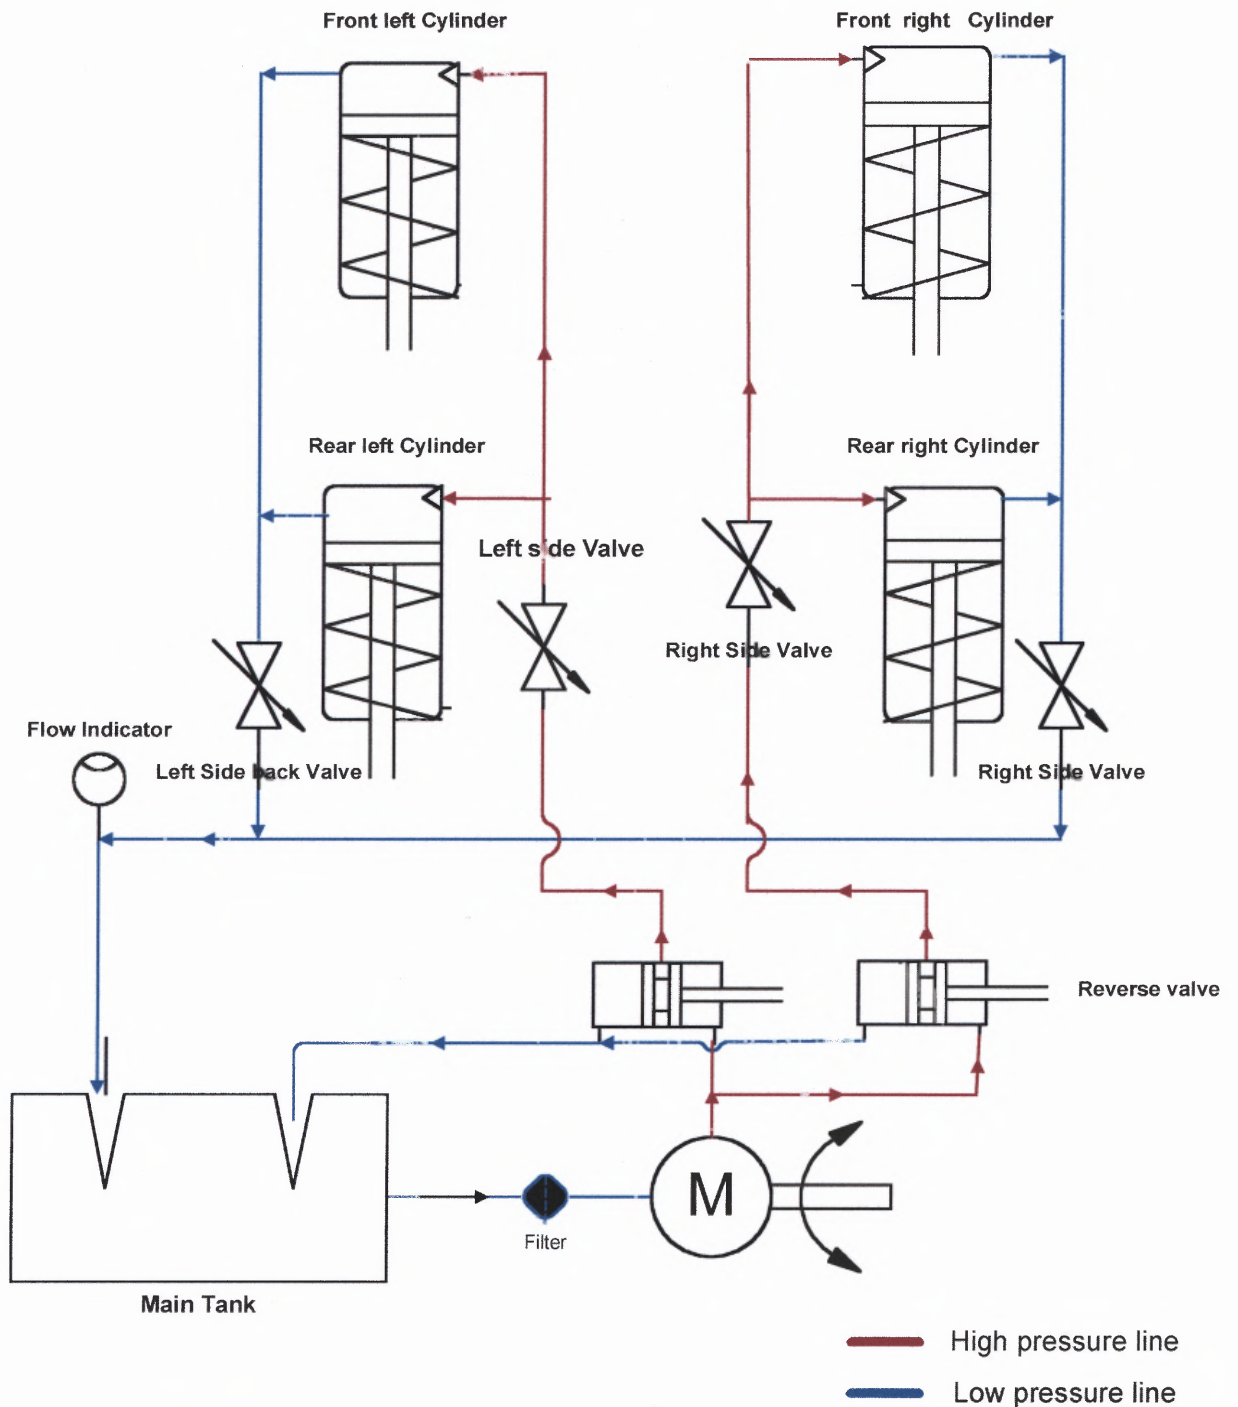 Front left Cylinder
Front right Cylinder
Rear left Cylinder
Rear right Cylinder
Left side Valve
Right Side Valve
Flow Indicator
Left Side back Valve
Right Side Valve
Reverse valve
M
Filter
Main Tank
High pressure line
Low pressure line